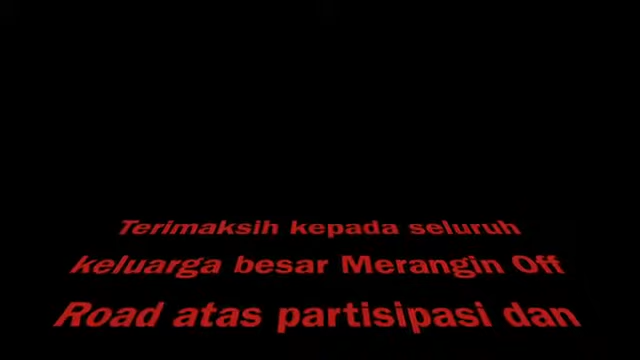 Terimaksih kepada seluruh
keluarga besar Merangin Off
Road atas partisipasi dan